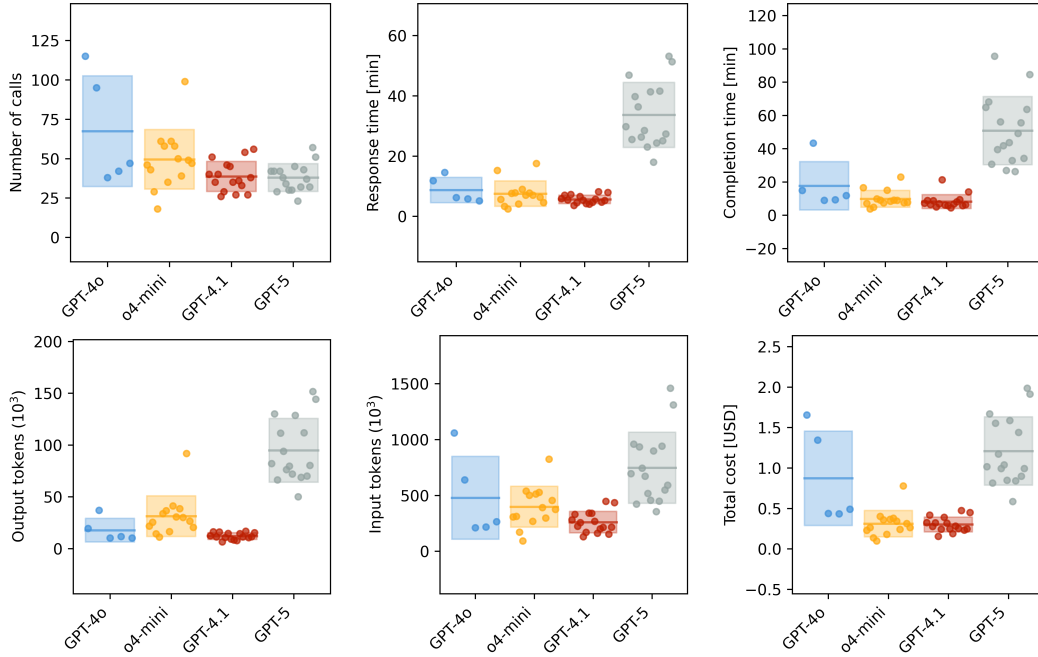 Number of calls
125
100
75
50
25
0
GPT-4o
o4-mini
GPT-4.1
GPT-5
Response time [min]
60
40
20
0
GPT-4o
o4-mini
GPT-4.1
GPT-5
Completion time [min]
120
100
80
60
40
20
0
−20
GPT-4o
o4-mini
GPT-4.1
GPT-5
Output tokens (10³)
200
150
100
50
0
GPT-4o
o4-mini
GPT-4.1
GPT-5
Input tokens (10³)
1500
1000
500
0
GPT-4o
o4-mini
GPT-4.1
GPT-5
Total cost [USD]
2.5
2.0
1.5
1.0
0.5
0.0
−0.5
GPT-4o
o4-mini
GPT-4.1
GPT-5